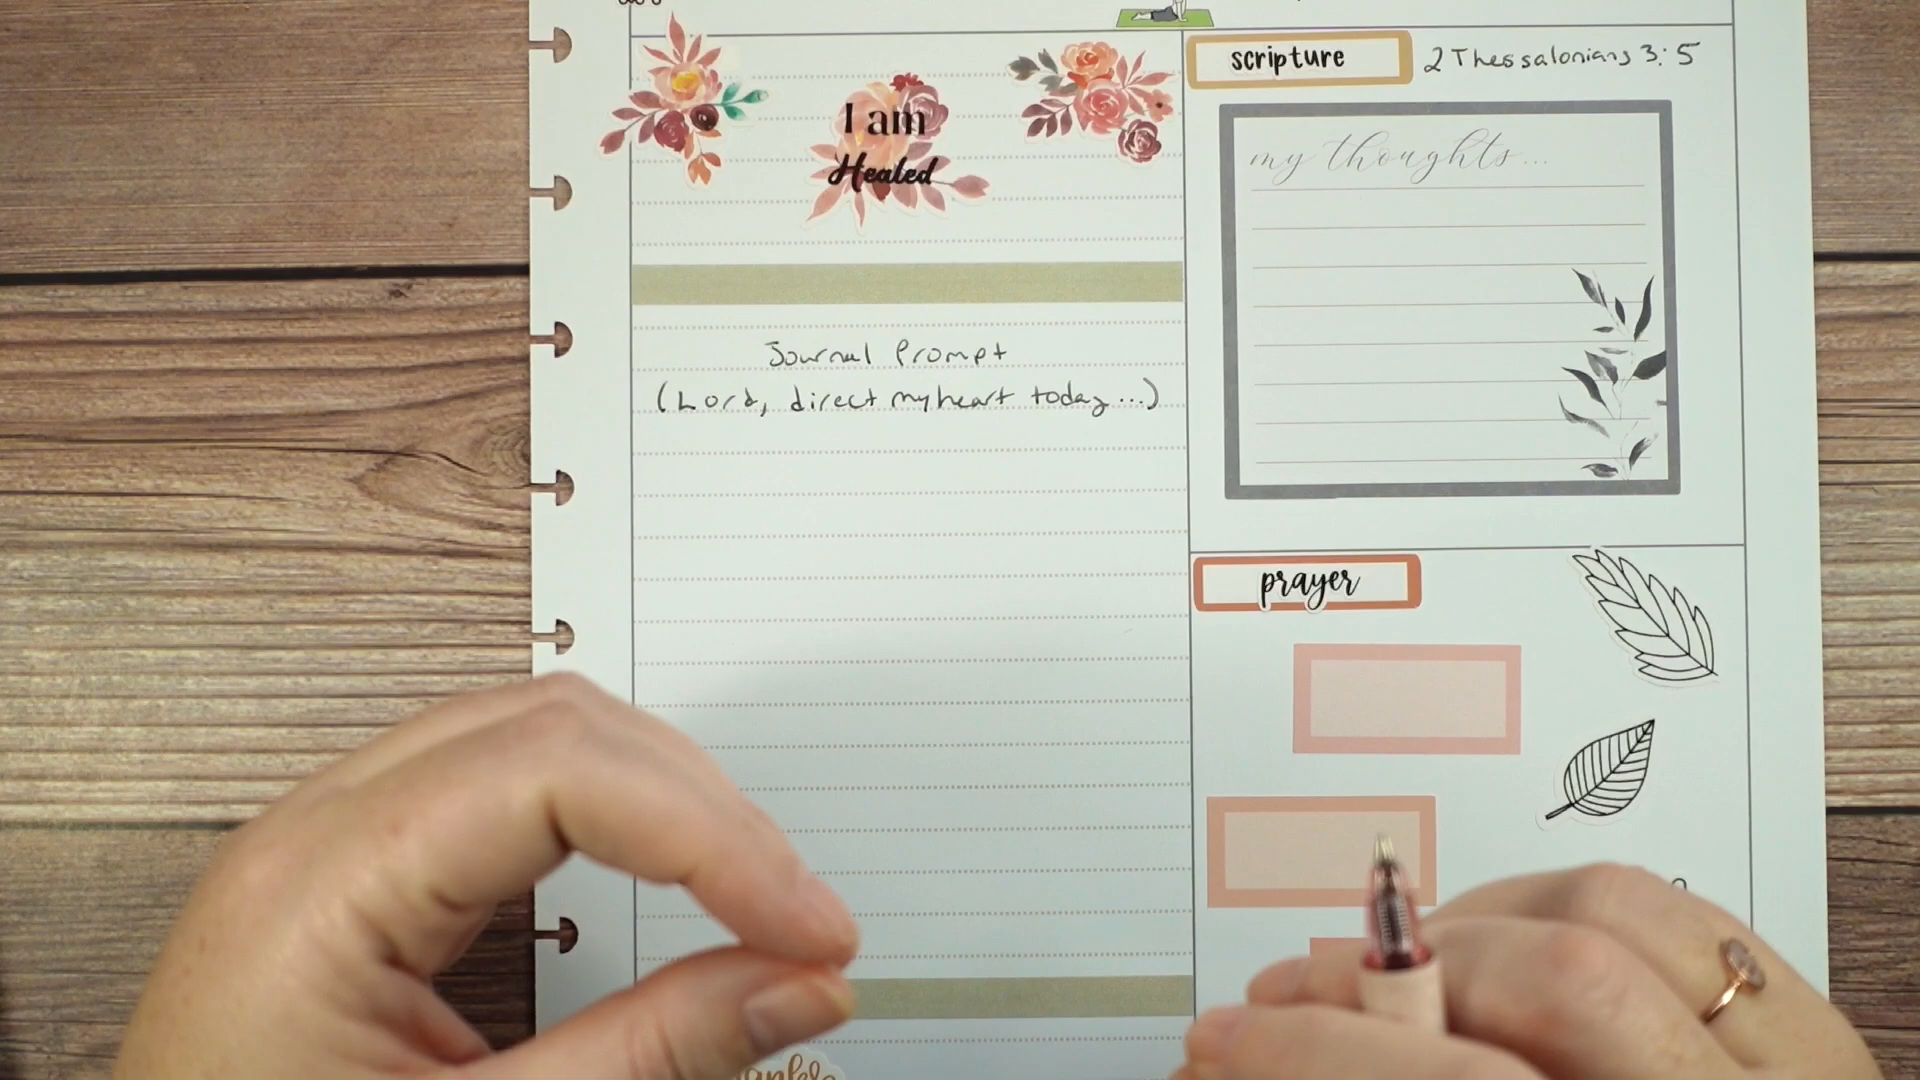 I am
Healed
Journal Prompt
(Lord, direct my heart today...)
scripture 2 Thessalonians 3:5
my thoughts...
prayer